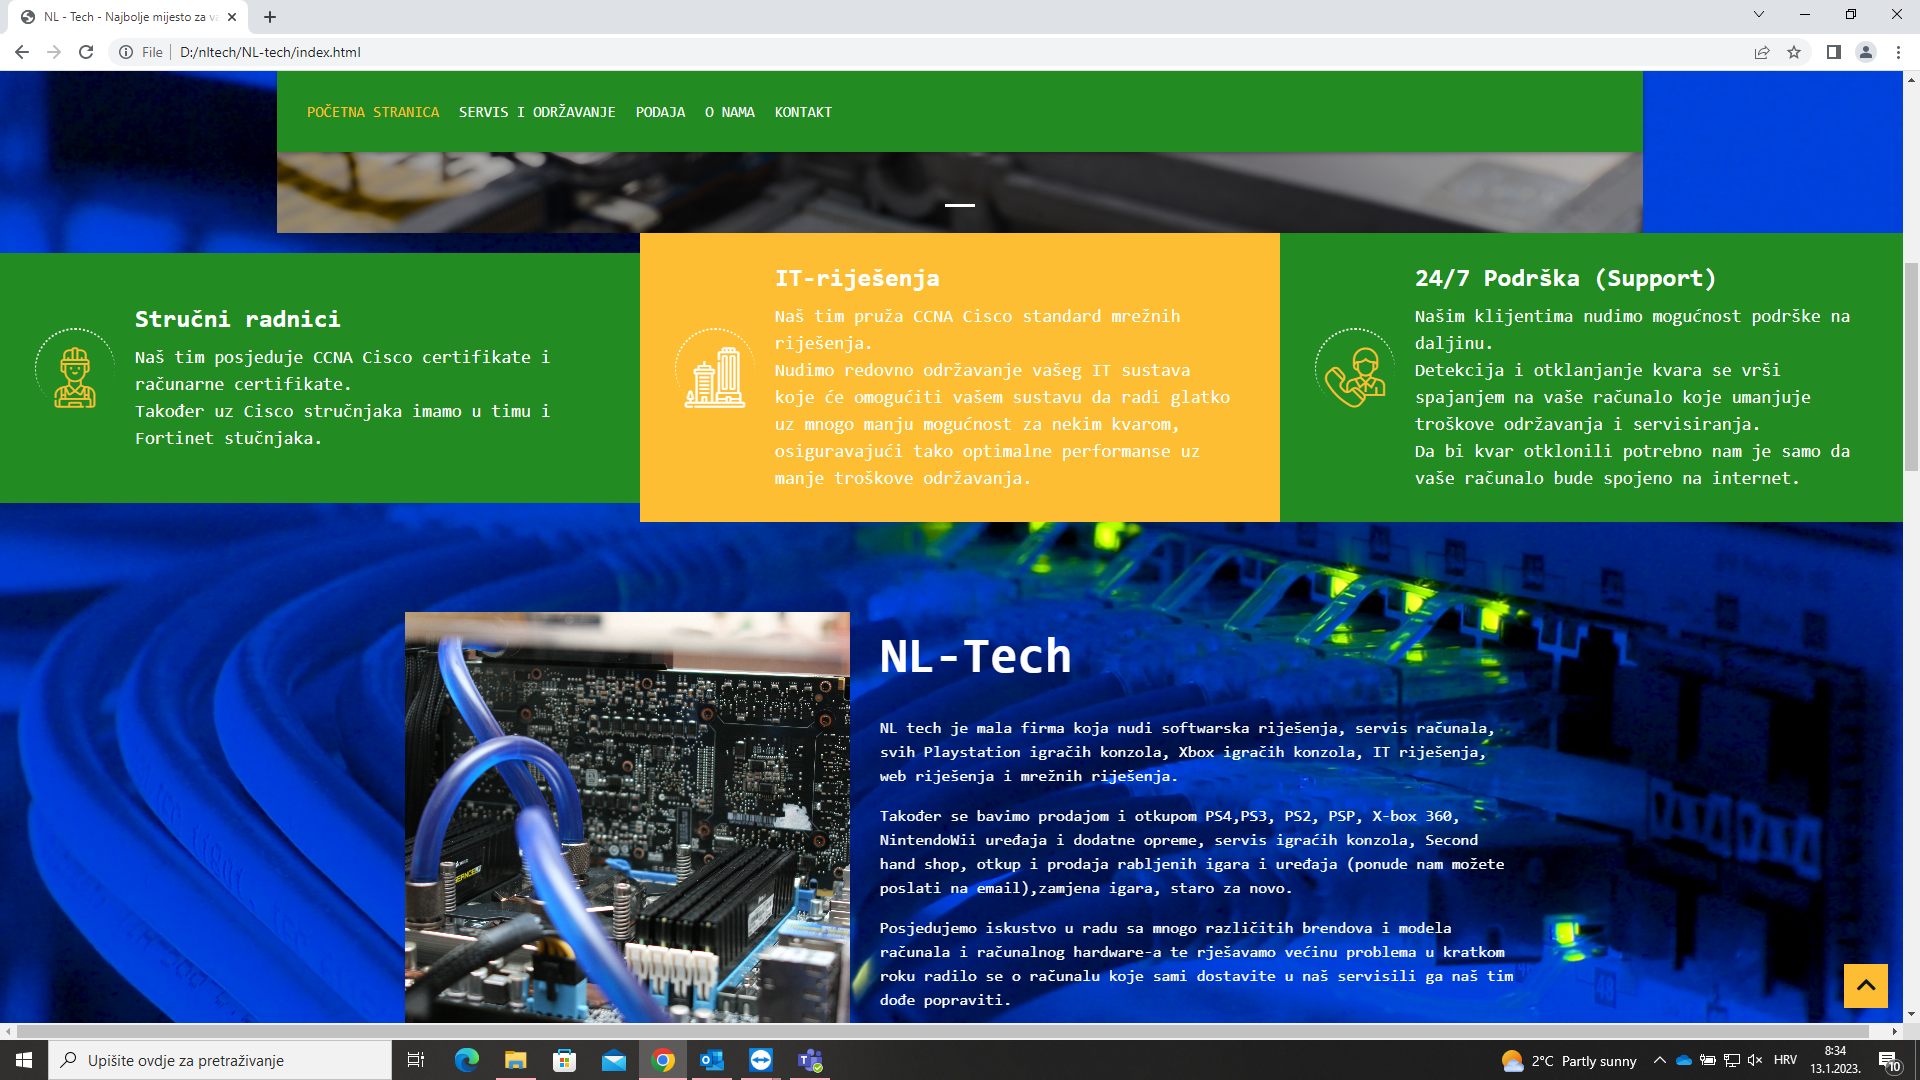 NL - Tech - Najbolje mijesto za va
File
D:/nltech/NL-tech/index.html
POČETNA STRANICA SERVIS I ODRŽAVANJE PODAJA O NAMA KONTAKT
Stručni radnici
Naš tim posjeduje CCNA Cisco certifikate i
računarne certifikate.
Također uz Cisco stručnjaka imamo u timu i
Fortinet stučnjaka.
IT-riješenja
Naš tim pruža CCNA Cisco standard mrežnih
riješenja.
Nudimo redovno održavanje vašeg IT sustava
koje će omogućiti vašem sustavu da radi glatko
uz mnogo manju mogućnost za nekim kvarom,
osiguravajući tako optimalne performanse uz
manje troškove održavanja.
24/7 Podrška (Support)
Našim klijentima nudimo mogućnost podrške na
daljinu.
Detekcija i otklanjanje kvara se vrši
spajanjem na vaše računalo koje umanjuje
troškove održavanja i servisiranja.
Da bi kvar otklonili potrebno nam je samo da
vaše računalo bude spojeno na internet.
NL-Tech
NL tech je mala firma koja nudi softwarska riješenja, servis računala,
svih Playstation igračih konzola, Xbox igračih konzola, IT riješenja,
web riješenja i mrežnih riješenja.
Također se bavimo prodajom i otkupom PS4,PS3, PS2, PSP, X-box 360,
NintendoWii uređaja i dodatne opreme, servis igraćih konzola, Second
hand shop, otkup i prodaja rabljenih igara i uređaja (ponude nam možete
poslati na email),zamjena igara, staro za novo.
Posjedujemo iskustvo u radu sa mnogo različitih brendova i modela
računala i računalnog hardware-a te rješavamo većinu problema u kratkom
roku radilo se o računalu koje sami dostavite u naš servisili ga naš tim
dođe popraviti.
Upišite ovdje za pretraživanje
2°C Partly sunny
HRV
8:34
13.1.2023.
10